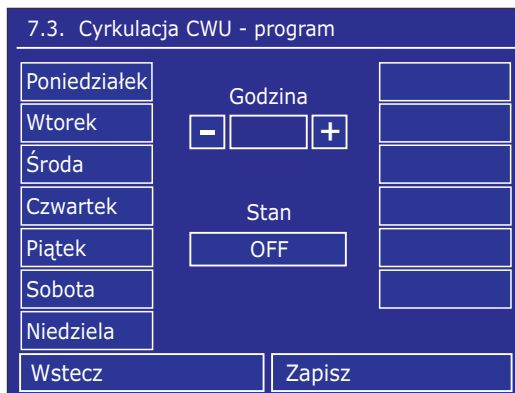 7.3. Cyrkulacja CWU - program
Poniedziałek
Wtorek
Środa
Czwartek
Piątek
Sobota
Niedziela
Godzina
- +
Stan
OFF
Wstecz
Zapisz